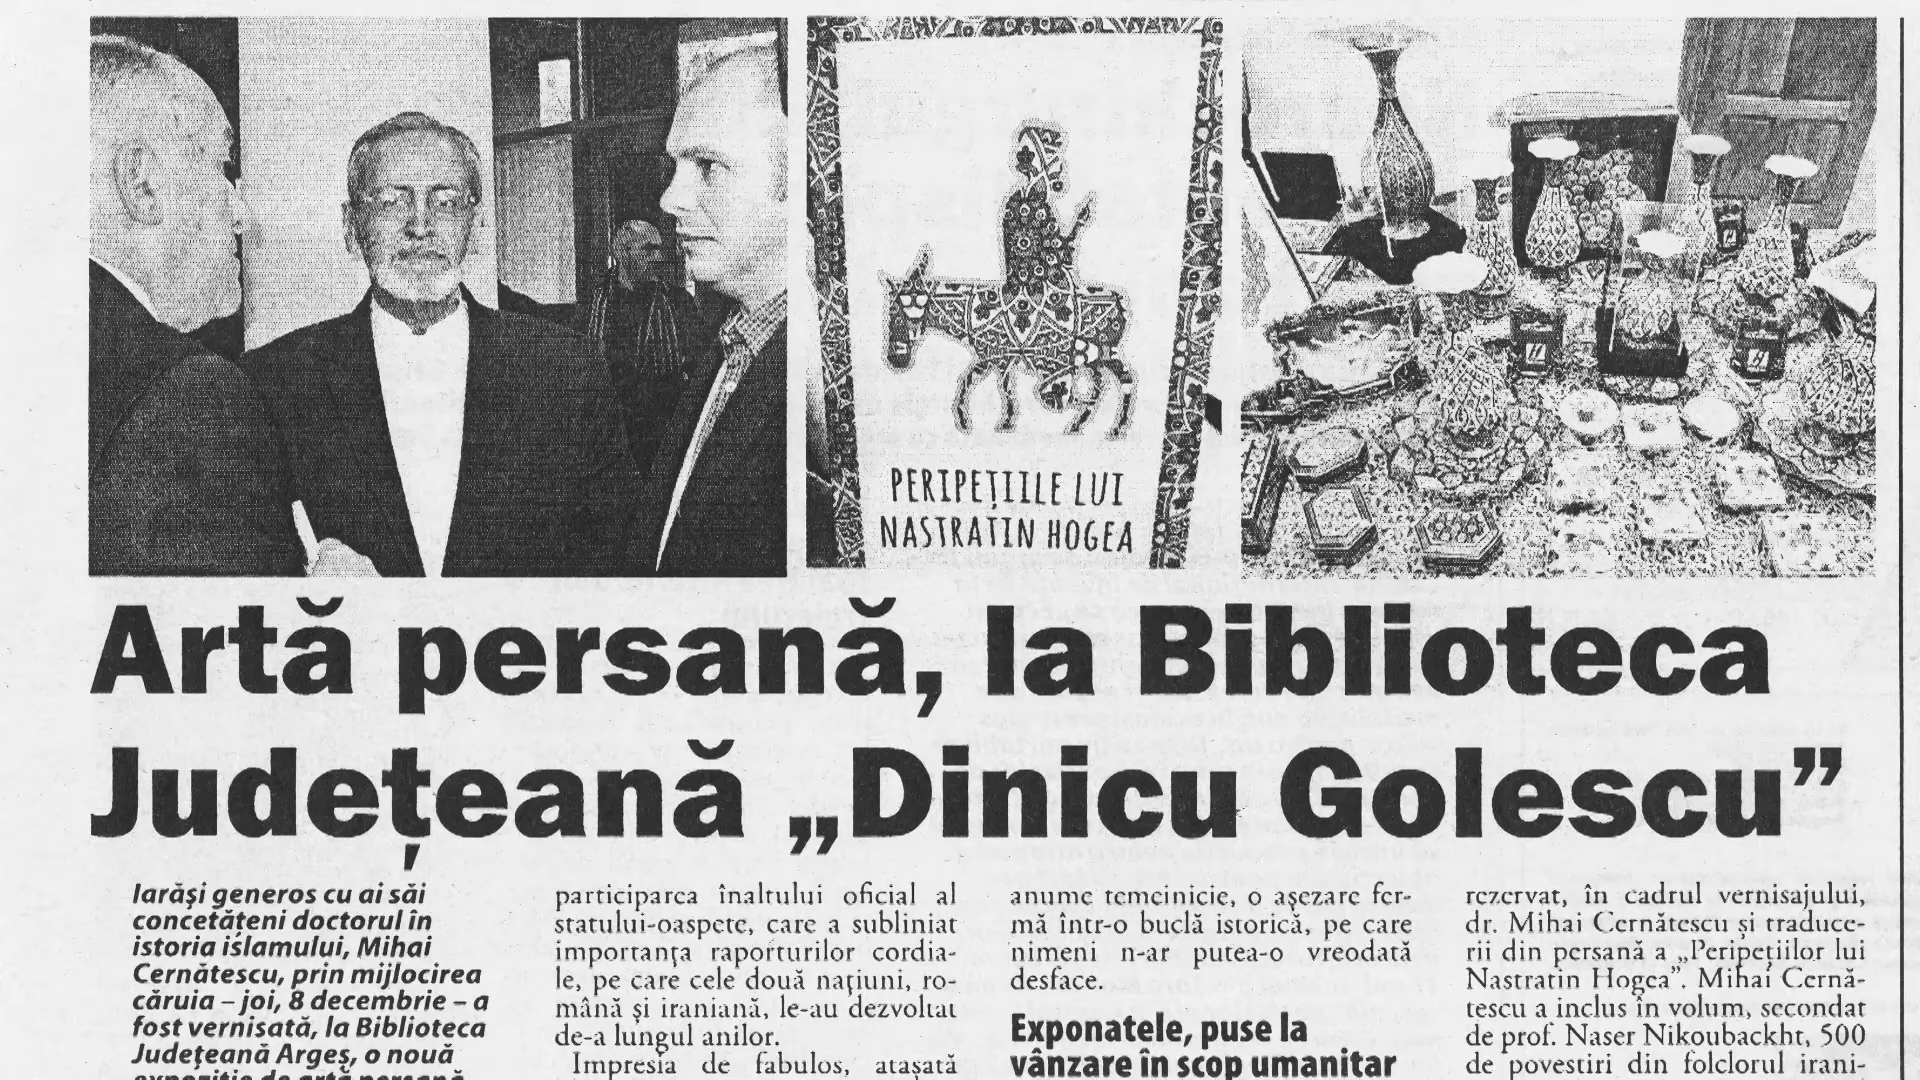 PERIPEȚIILE LUI
NASTRATIN HOGEA
Artă persană, la Biblioteca
Județeană „Dinicu Golescu”
Iarăși generos cu ai săi
concetățeni doctorul în
istoria islamului, Mihai
Cernătescu, prin mijlocirea
căruia – joi, 8 decembrie – a
fost vernisată, la Biblioteca
Județeană Argeș, o nouă
expoziție de artă persană
participarea înaltului oficial al
statului-oaspete, care a subliniat
importanța raporturilor cordia-
le, pe care cele două națiuni, ro-
mână și iraniană, le-au dezvoltat
de-a lungul anilor.
Impresia de fabulos, atașată
anume temeinicie, o așezare fer-
mă într-o buclă istorică, pe care
nimeni n-ar putea-o vreodată
desface.
Exponatele, puse la
vânzare în scop umanitar
rezervat, în cadrul vernisajului,
dr. Mihai Cernătescu și traduce-
rii din persană a „Peripețiilor lui
Nastratin Hogea”. Mihai Cernă-
tescu a inclus în volum, secondat
de prof. Naser Nikoubackht, 500
de povestiri din folclorul irani-